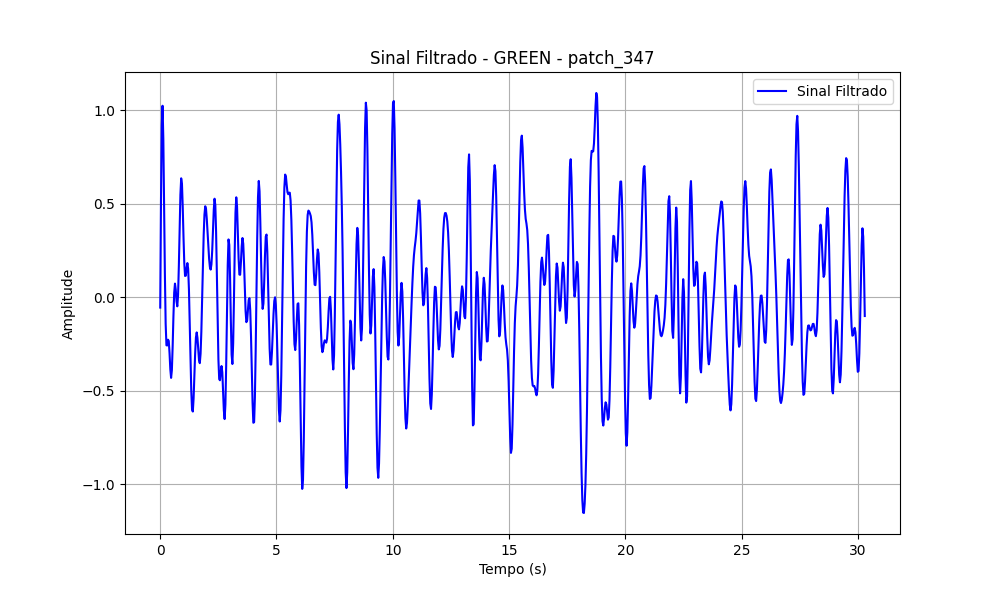 Sinal Filtrado - GREEN - patch_347
Sinal Filtrado
Amplitude
1.0
0.5
0.0
−0.5
−1.0
0 5 10 15 20 25 30
Tempo (s)